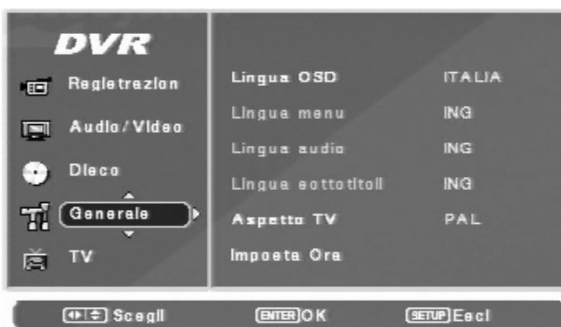 DVR
Registrazion
Audio/Video
Disco
Generale
TV
Lingua OSD ITALIA
Lingua menu ING
Lingua audio ING
Lingua sottotitoli ING
Aspetto TV PAL
Imposta Ora
Scegli ENTER OK SETUP Esci